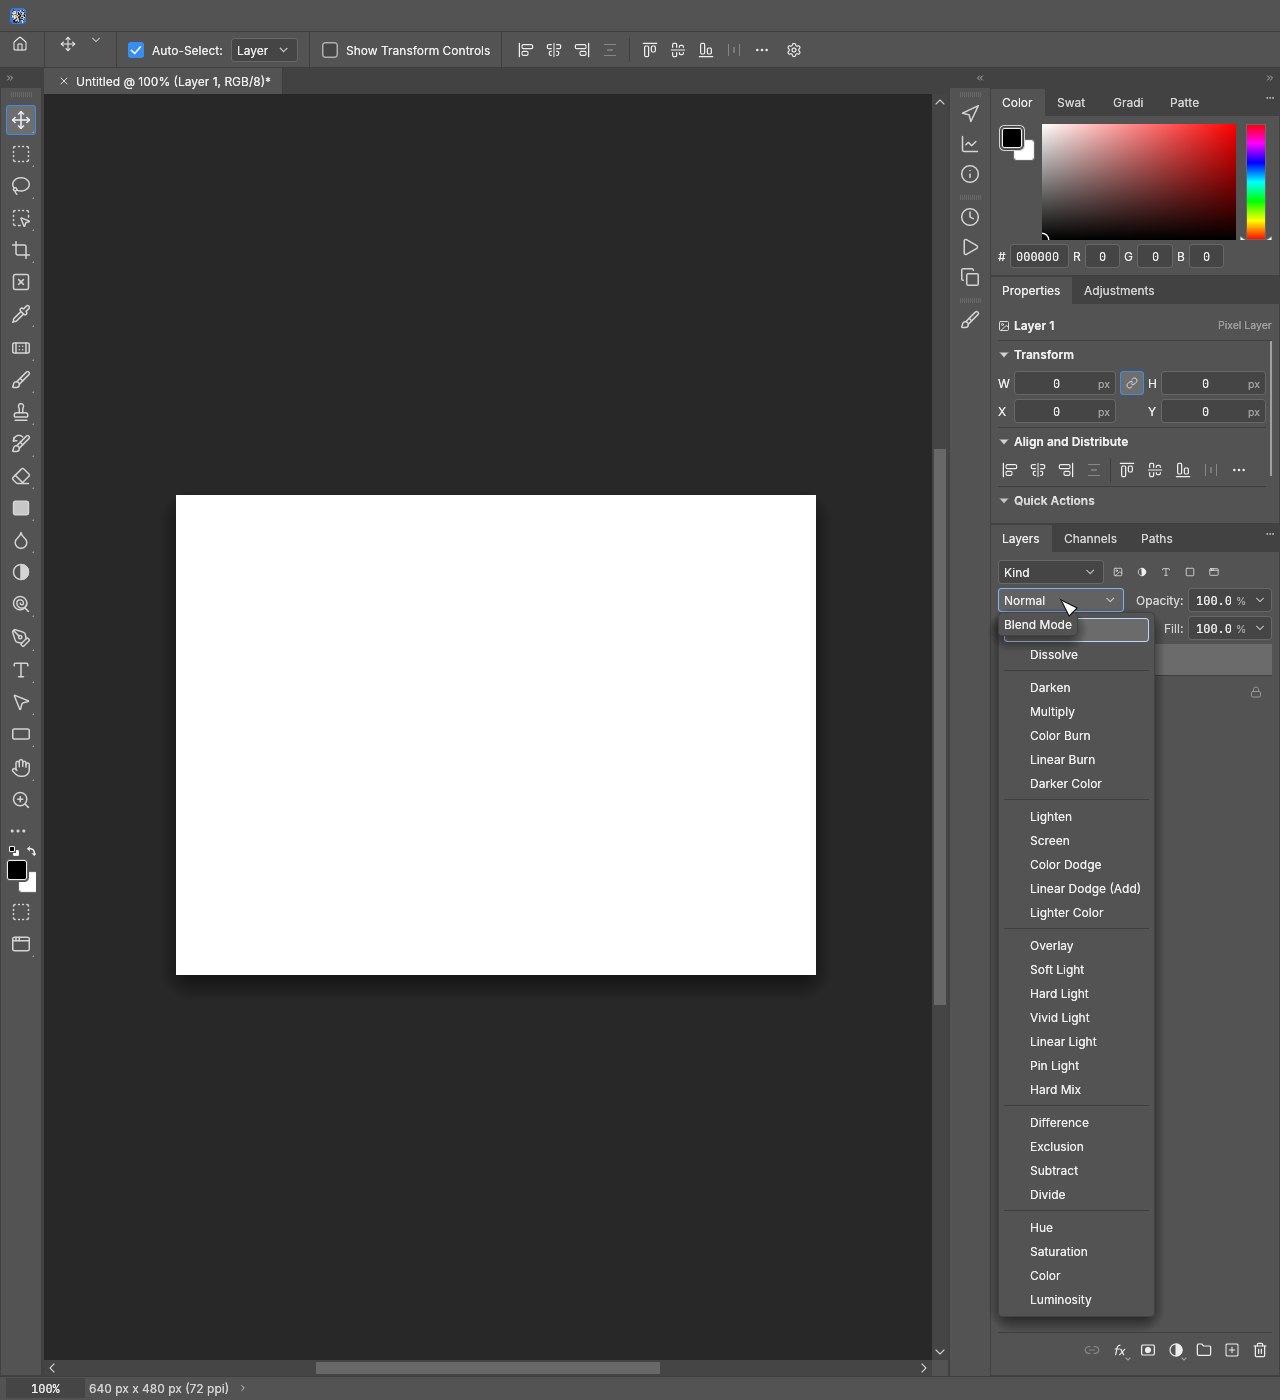 Auto-Select: Layer Show Transform Controls
Untitled @ 100% (Layer 1, RGB/8)*
Color Swat Gradi Patte
# 000000 R 0 G 0 B 0
Properties Adjustments
Layer 1 Pixel Layer
Transform
W 0 px H 0 px
X 0 px Y 0 px
Align and Distribute
Quick Actions
Layers Channels Paths
Kind
Normal Opacity: 100.0 %
Blend Mode Fill: 100.0 %
Dissolve
Darken
Multiply
Color Burn
Linear Burn
Darker Color
Lighten
Screen
Color Dodge
Linear Dodge (Add)
Lighter Color
Overlay
Soft Light
Hard Light
Vivid Light
Linear Light
Pin Light
Hard Mix
Difference
Exclusion
Subtract
Divide
Hue
Saturation
Color
Luminosity
fx
100% 640 px x 480 px (72 ppi)